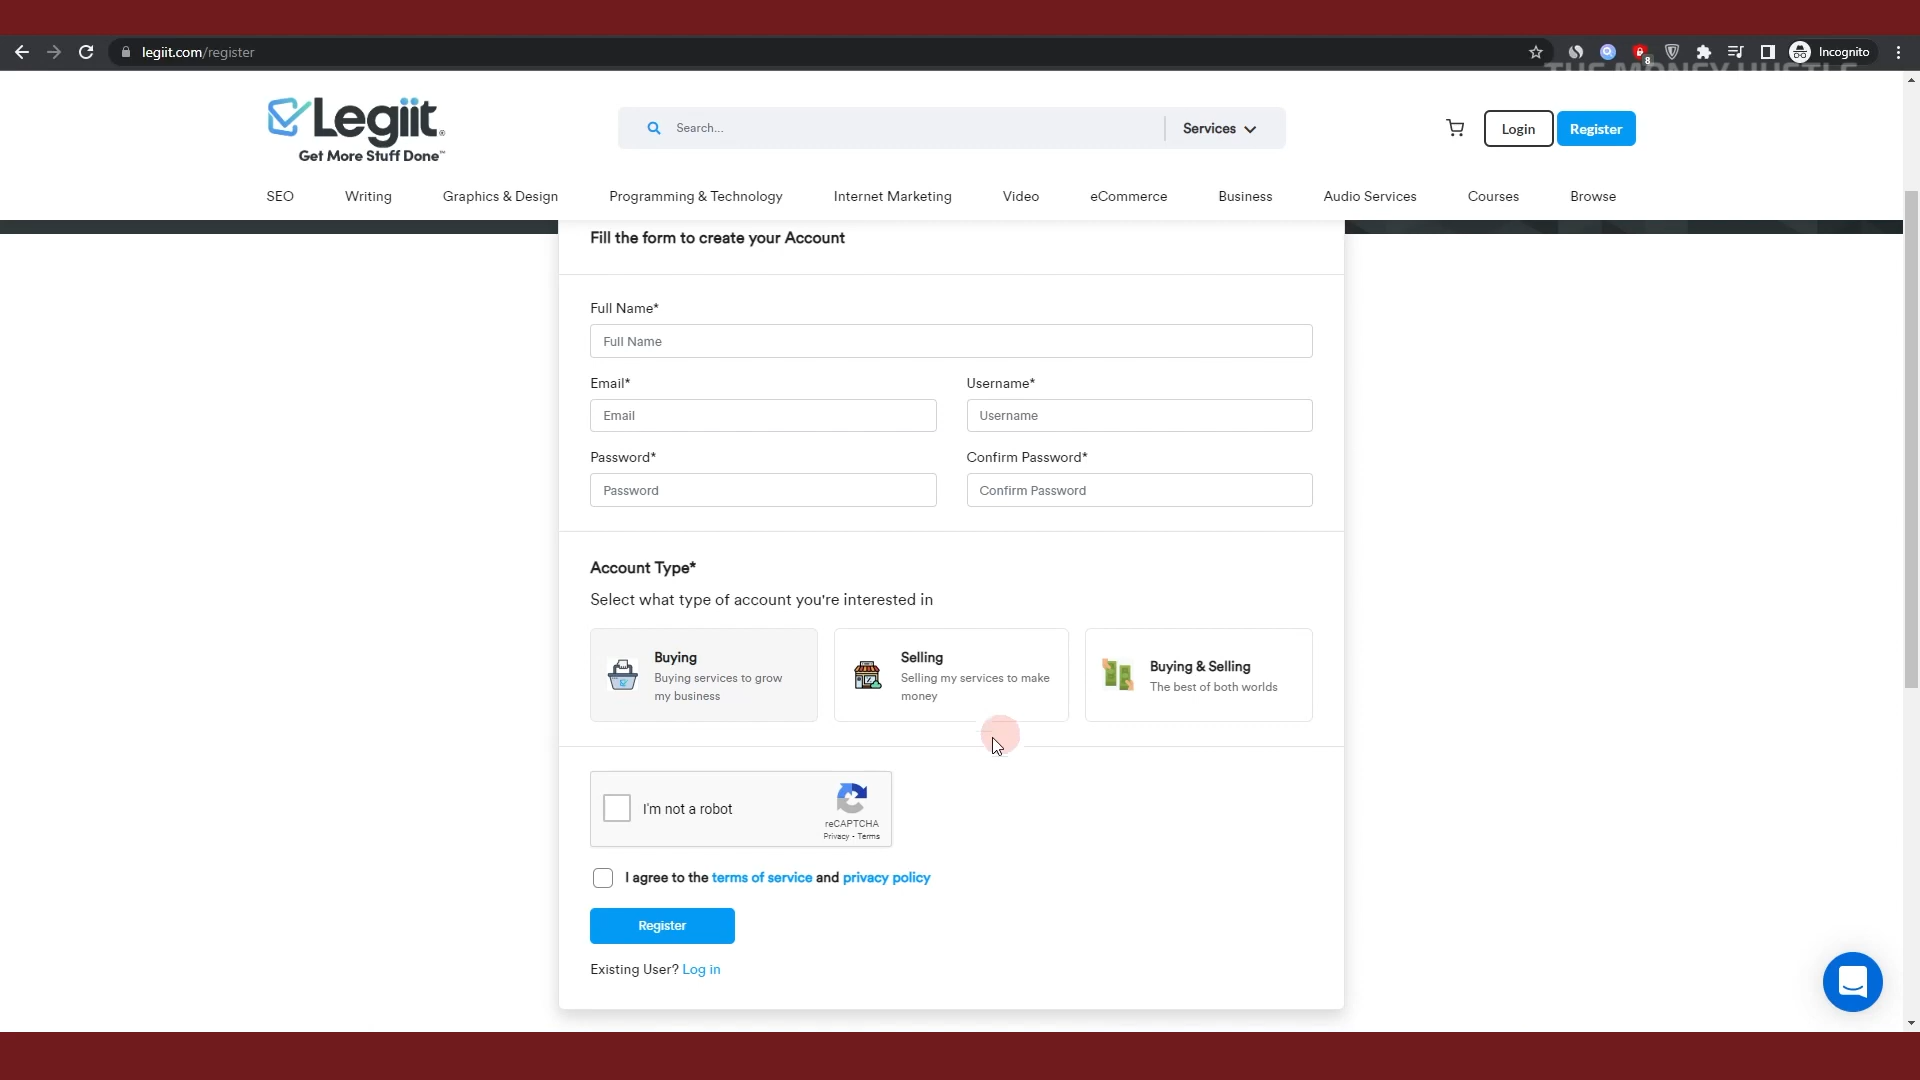 legiit.com/register
8
Incognito
THE MONEY HUSTLE
Legiit®
Get More Stuff Done™
Search...
Services
Login
Register
SEO
Writing
Graphics & Design
Programming & Technology
Internet Marketing
Video
eCommerce
Business
Audio Services
Courses
Browse
Fill the form to create your Account
Full Name*
Full Name
Email*
Username*
Email
Username
Password*
Confirm Password*
Password
Confirm Password
Account Type*
Select what type of account you're interested in
Buying
Buying services to grow
my business
Selling
Selling my services to make
money
Buying & Selling
The best of both worlds
I'm not a robot
reCAPTCHA
Privacy - Terms
I agree to the terms of service and privacy policy
Register
Existing User? Log in